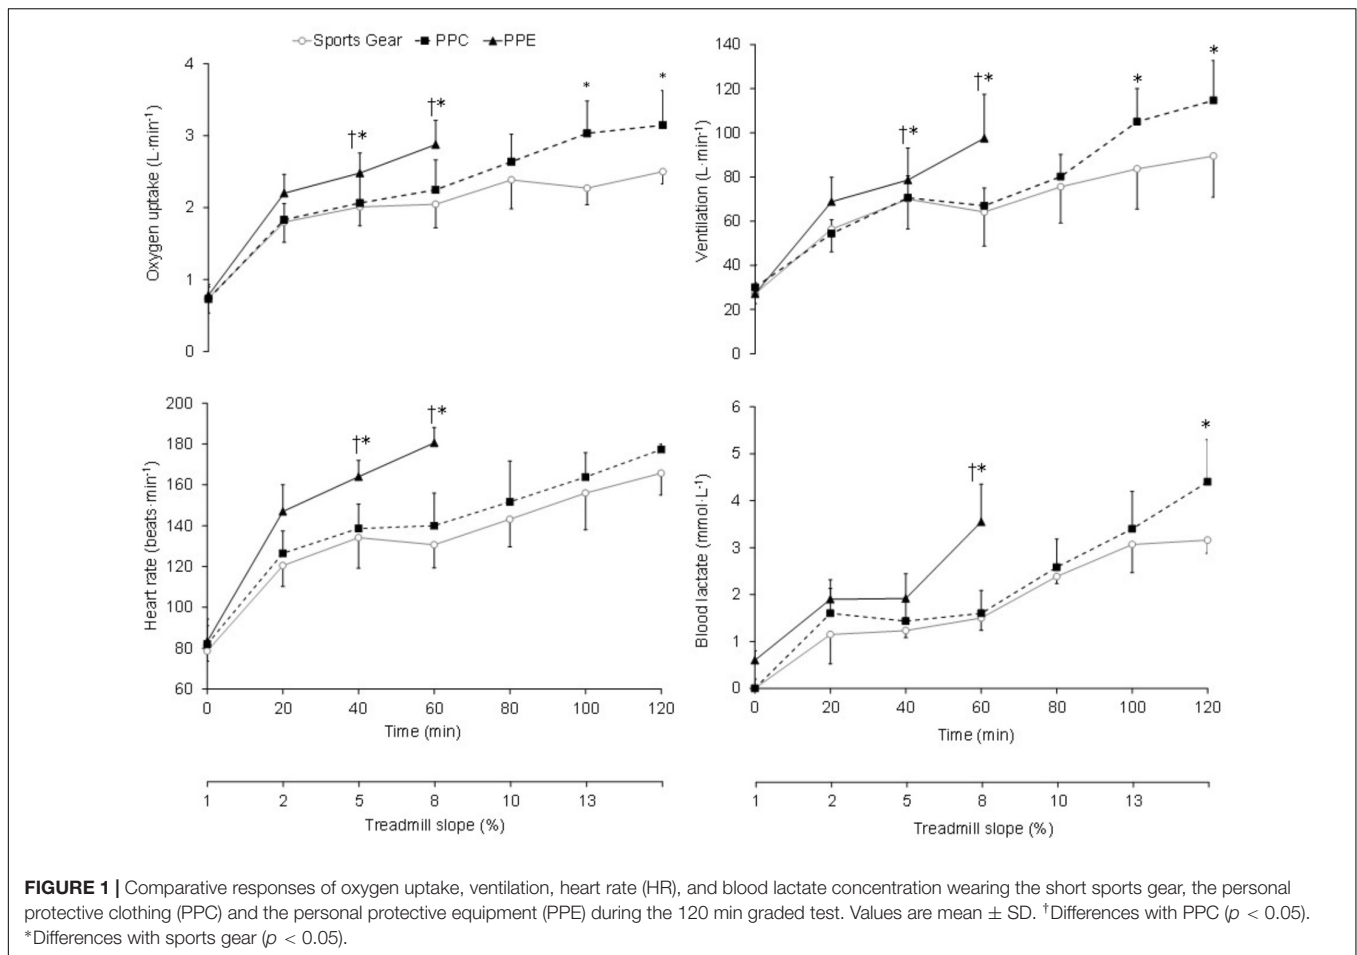 Sports Gear PPC PPE
4
3
2
1
0
Oxygen uptake (L·min-1)
†*
†*
*
*
140
120
100
80
60
40
20
0
Ventilation (L·min-1)
†*
†*
*
*
200
180
160
140
120
100
80
60
Heart rate (beats·min-1)
†*
†*
0 20 40 60 80 100 120
Time (min)
6
5
4
3
2
1
0
Blood lactate (mmol·L-1)
†*
*
0 20 40 60 80 100 120
Time (min)
1 2 5 8 10 13
Treadmill slope (%)
1 2 5 8 10 13
Treadmill slope (%)
FIGURE 1 | Comparative responses of oxygen uptake, ventilation, heart rate (HR), and blood lactate concentration wearing the short sports gear, the personal
protective clothing (PPC) and the personal protective equipment (PPE) during the 120 min graded test. Values are mean ± SD. †Differences with PPC (p < 0.05).
*Differences with sports gear (p < 0.05).